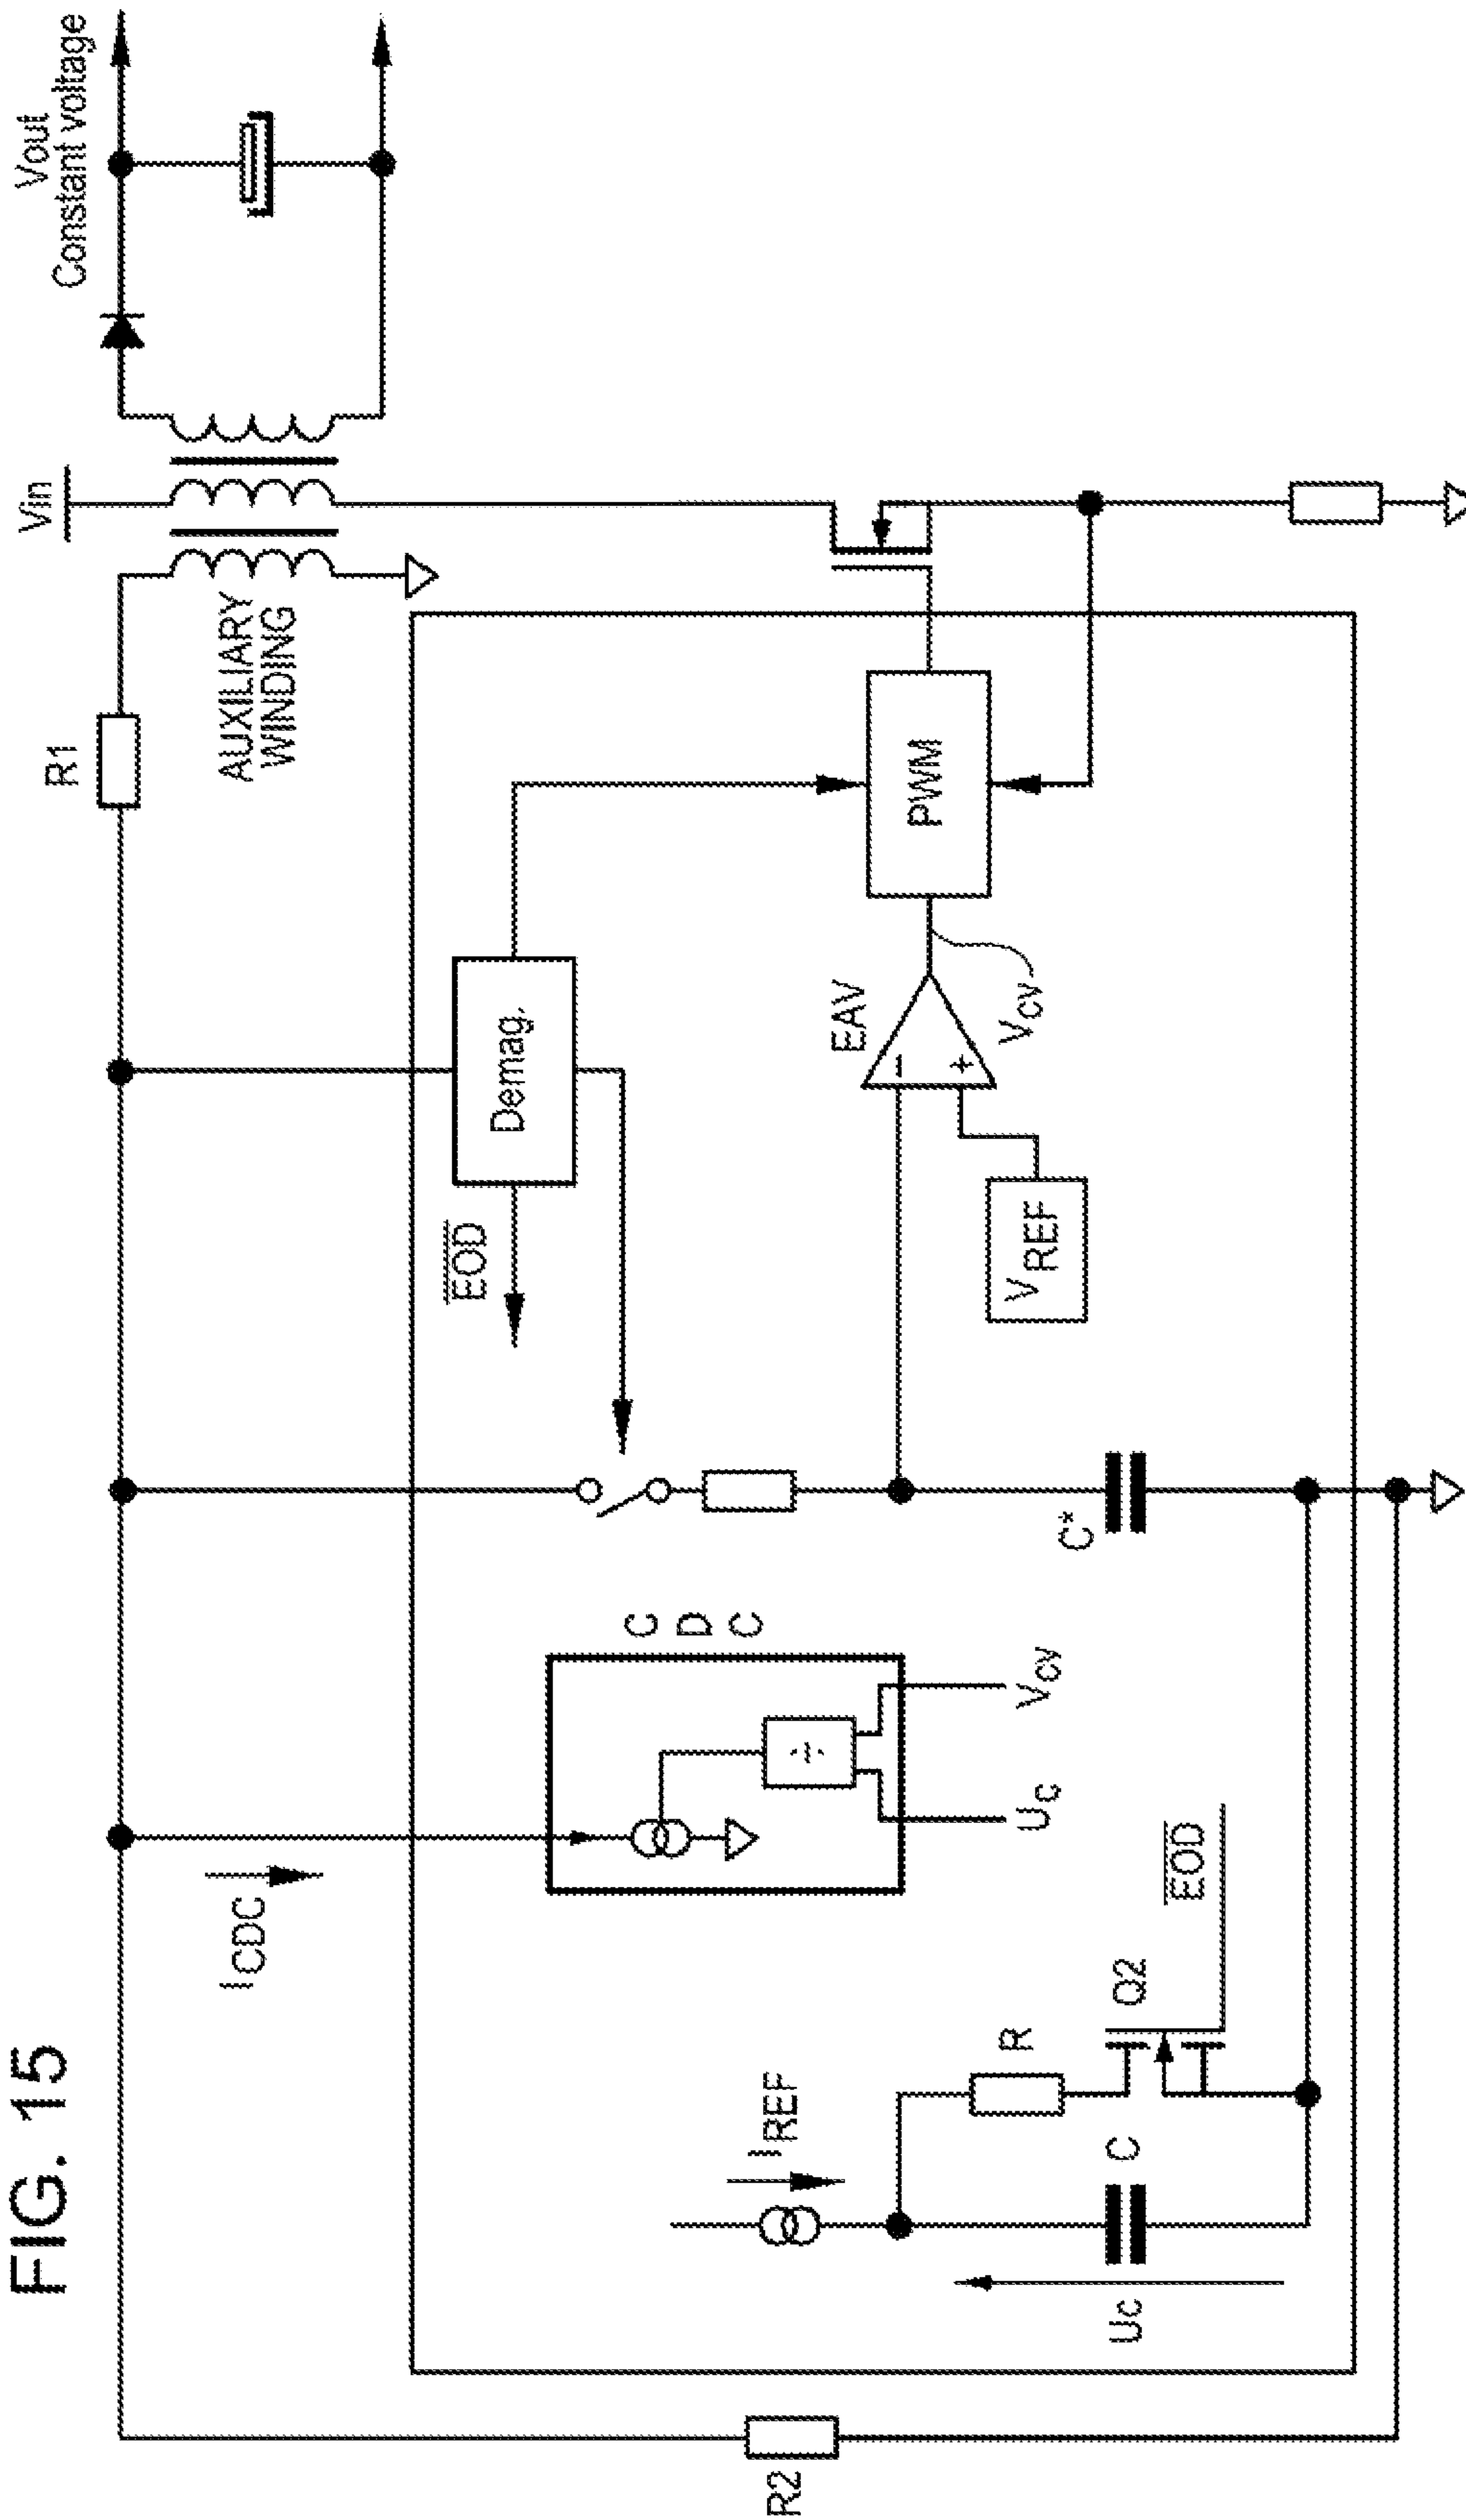 FIG. 15
Vout
Constant voltage
Vin
R1
AUXILIARY
WINDING
ICDC
Demag.
EOD
C
D
C
÷
UC
VCV
IREF
R
C
Q2
EOD
Uc
C*
EAV
−
+
VCV
VREF
PWM
R2